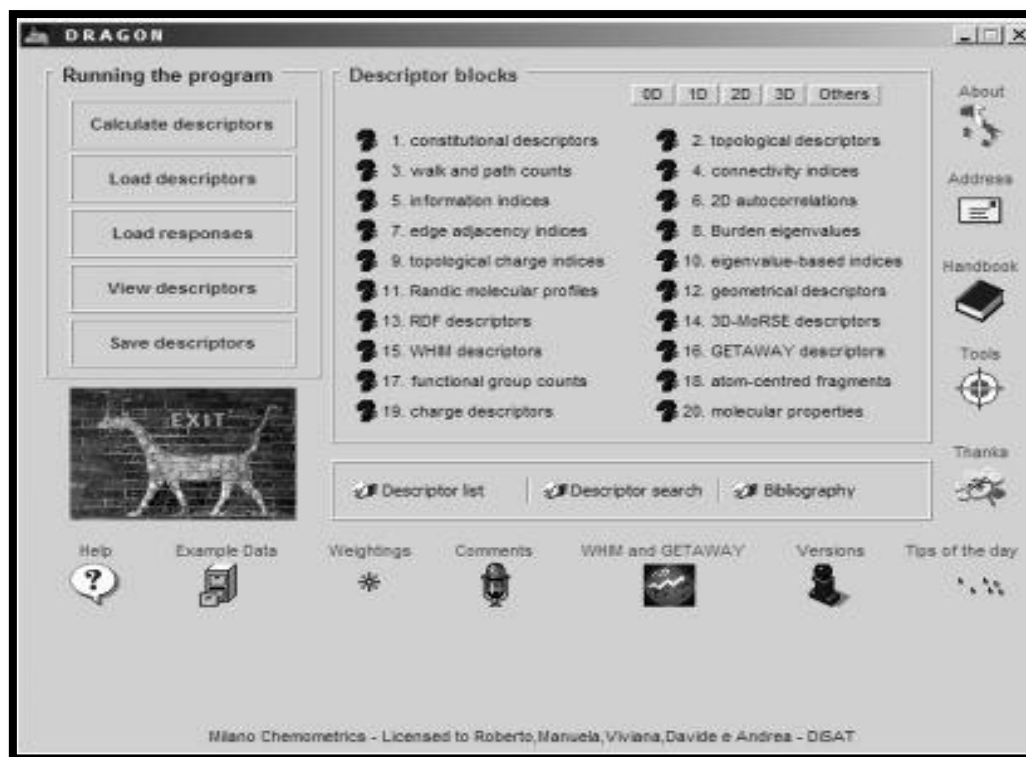 DRAGON
Running the program
Calculate descriptors
Load descriptors
Load responses
View descriptors
Save descriptors
EXIT
Descriptor blocks
0D 1D 2D 3D Others
1. constitutional descriptors
2. topological descriptors
3. walk and path counts
4. connectivity indices
5. information indices
6. 2D autocorrelations
7. edge adjacency indices
8. Burden eigenvalues
9. topological charge indices
10. eigenvalue-based indices
11. Randic molecular profiles
12. geometrical descriptors
13. RDF descriptors
14. 3D-MoRSE descriptors
15. WHIM descriptors
16. GETAWAY descriptors
17. functional group counts
18. atom-centred fragments
19. charge descriptors
20. molecular properties
Descriptor list
Descriptor search
Bibliography
About
Address
Handbook
Tools
Thanks
Help
Example Data
Weightings
Comments
WHIM and GETAWAY
Versions
Tips of the day
Milano Chemometrics - Licensed to Roberto,Manuela,Viviana,Davide e Andrea - DISAT